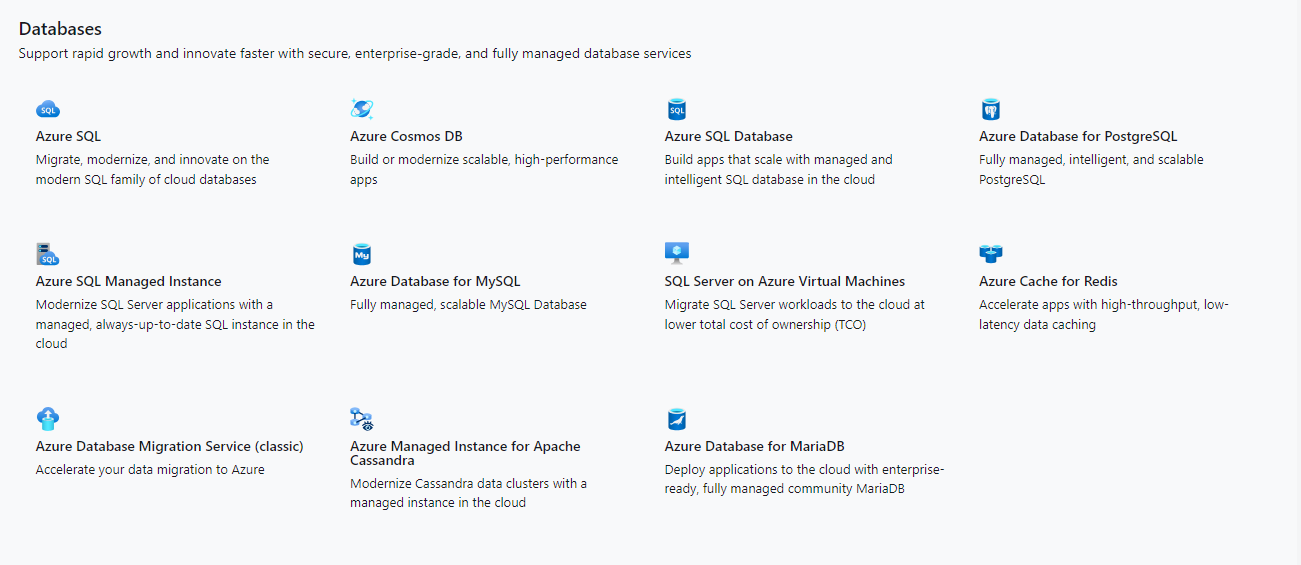 Databases
Support rapid growth and innovate faster with secure, enterprise-grade, and fully managed database services
SQL
Azure SQL
Migrate, modernize, and innovate on the
modern SQL family of cloud databases
Azure Cosmos DB
Build or modernize scalable, high-performance
apps
SQL
Azure SQL Database
Build apps that scale with managed and
intelligent SQL database in the cloud
Azure Database for PostgreSQL
Fully managed, intelligent, and scalable
PostgreSQL
SQL
Azure SQL Managed Instance
Modernize SQL Server applications with a
managed, always-up-to-date SQL instance in the
cloud
My
Azure Database for MySQL
Fully managed, scalable MySQL Database
SQL Server on Azure Virtual Machines
Migrate SQL Server workloads to the cloud at
lower total cost of ownership (TCO)
Azure Cache for Redis
Accelerate apps with high-throughput, low-
latency data caching
Azure Database Migration Service (classic)
Accelerate your data migration to Azure
Azure Managed Instance for Apache
Cassandra
Modernize Cassandra data clusters with a
managed instance in the cloud
Azure Database for MariaDB
Deploy applications to the cloud with enterprise-
ready, fully managed community MariaDB